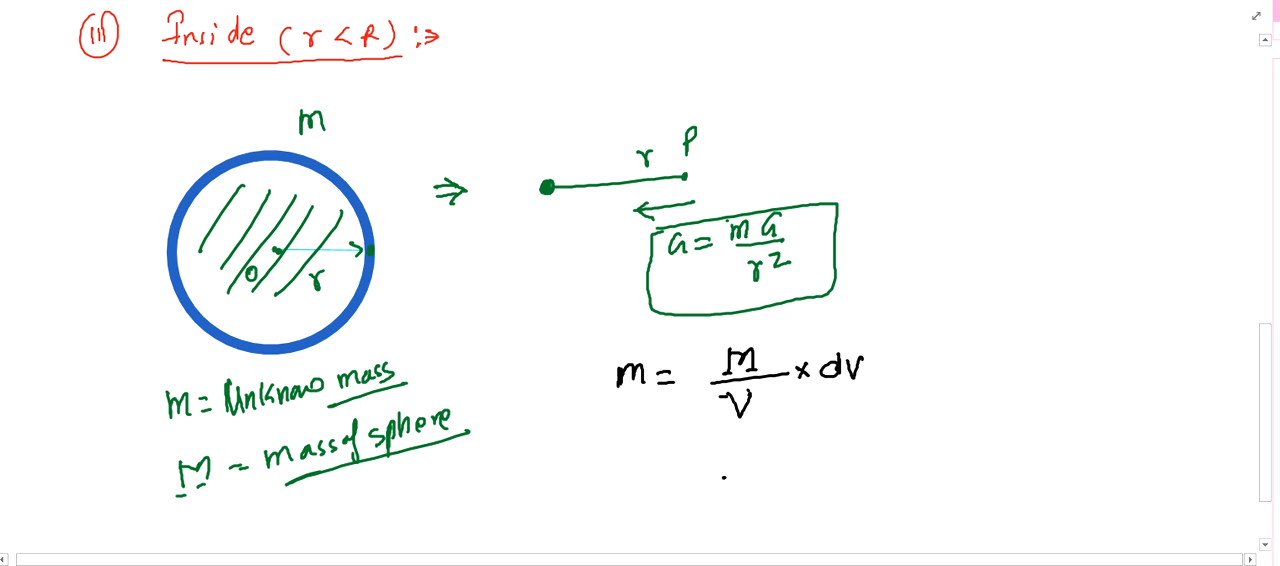 (iii) Inside (r < R) :⇒
m
r P
⇒
G = mG / r²
O r
m = M / V × dV
m = Unknown mass
M = mass of sphere